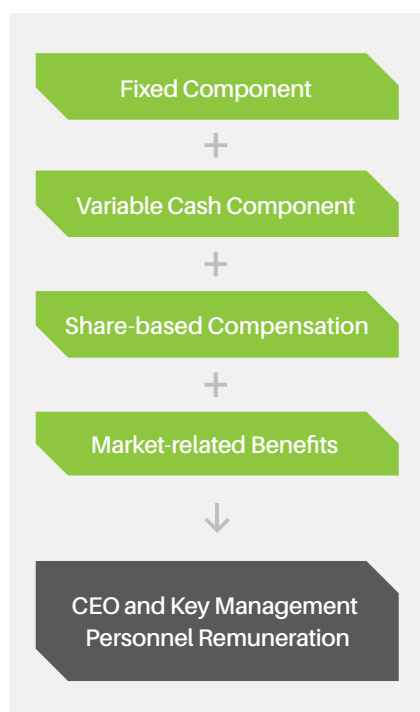 Fixed Component
+
Variable Cash Component
+
Share-based Compensation
+
Market-related Benefits
↓
CEO and Key Management
Personnel Remuneration